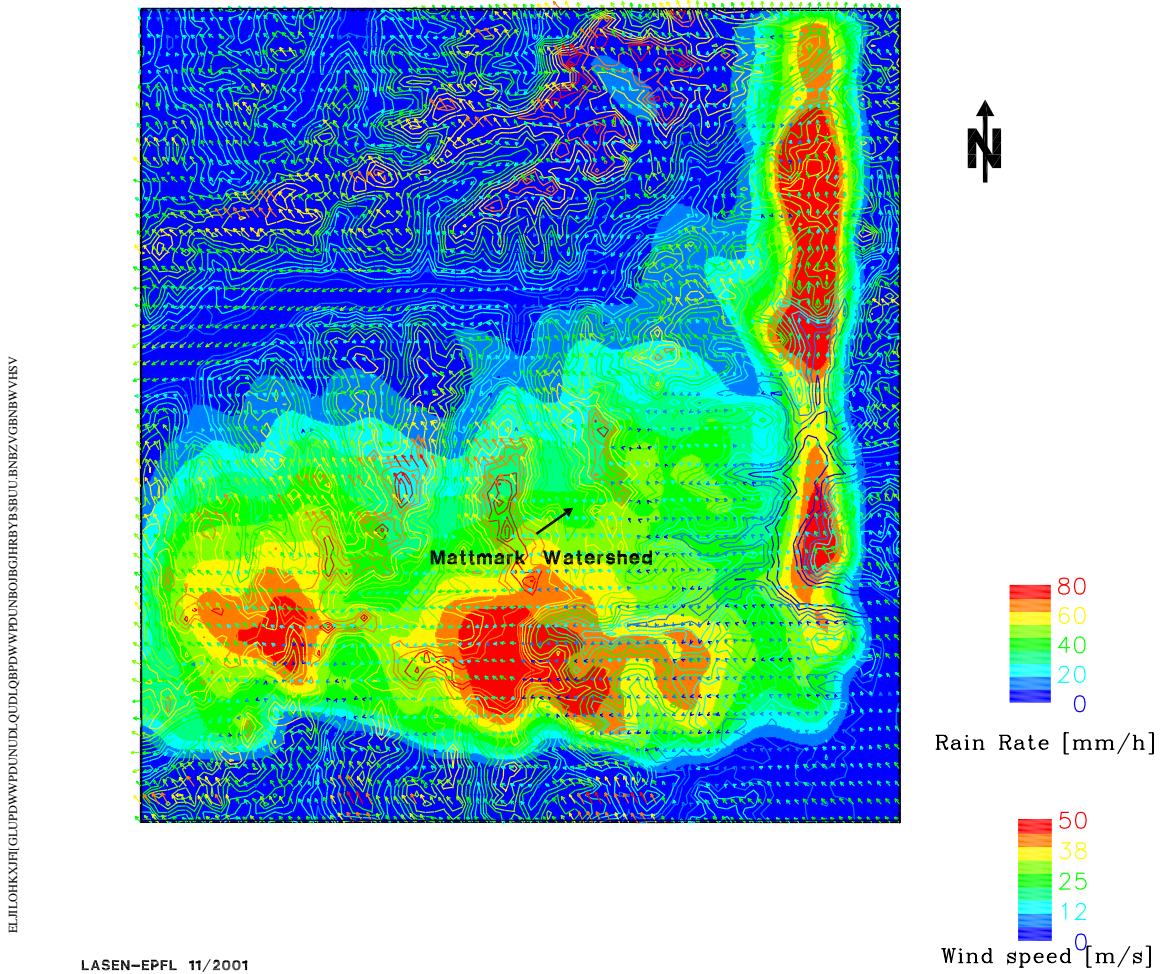 N
Mattmark Watershed
80
60
40
20
0
Rain Rate [mm/h]
50
38
25
12
0
Wind speed [m/s]
LASEN-EPFL 11/2001